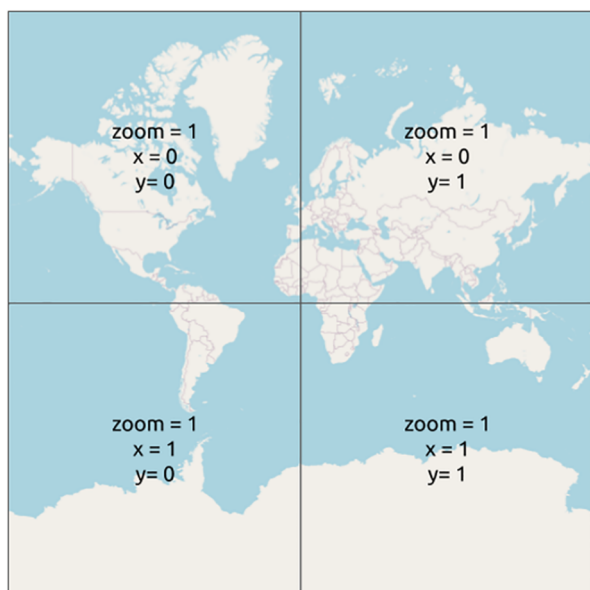 zoom = 1
x = 0
y= 0
zoom = 1
x = 0
y= 1
zoom = 1
x = 1
y= 0
zoom = 1
x = 1
y= 1